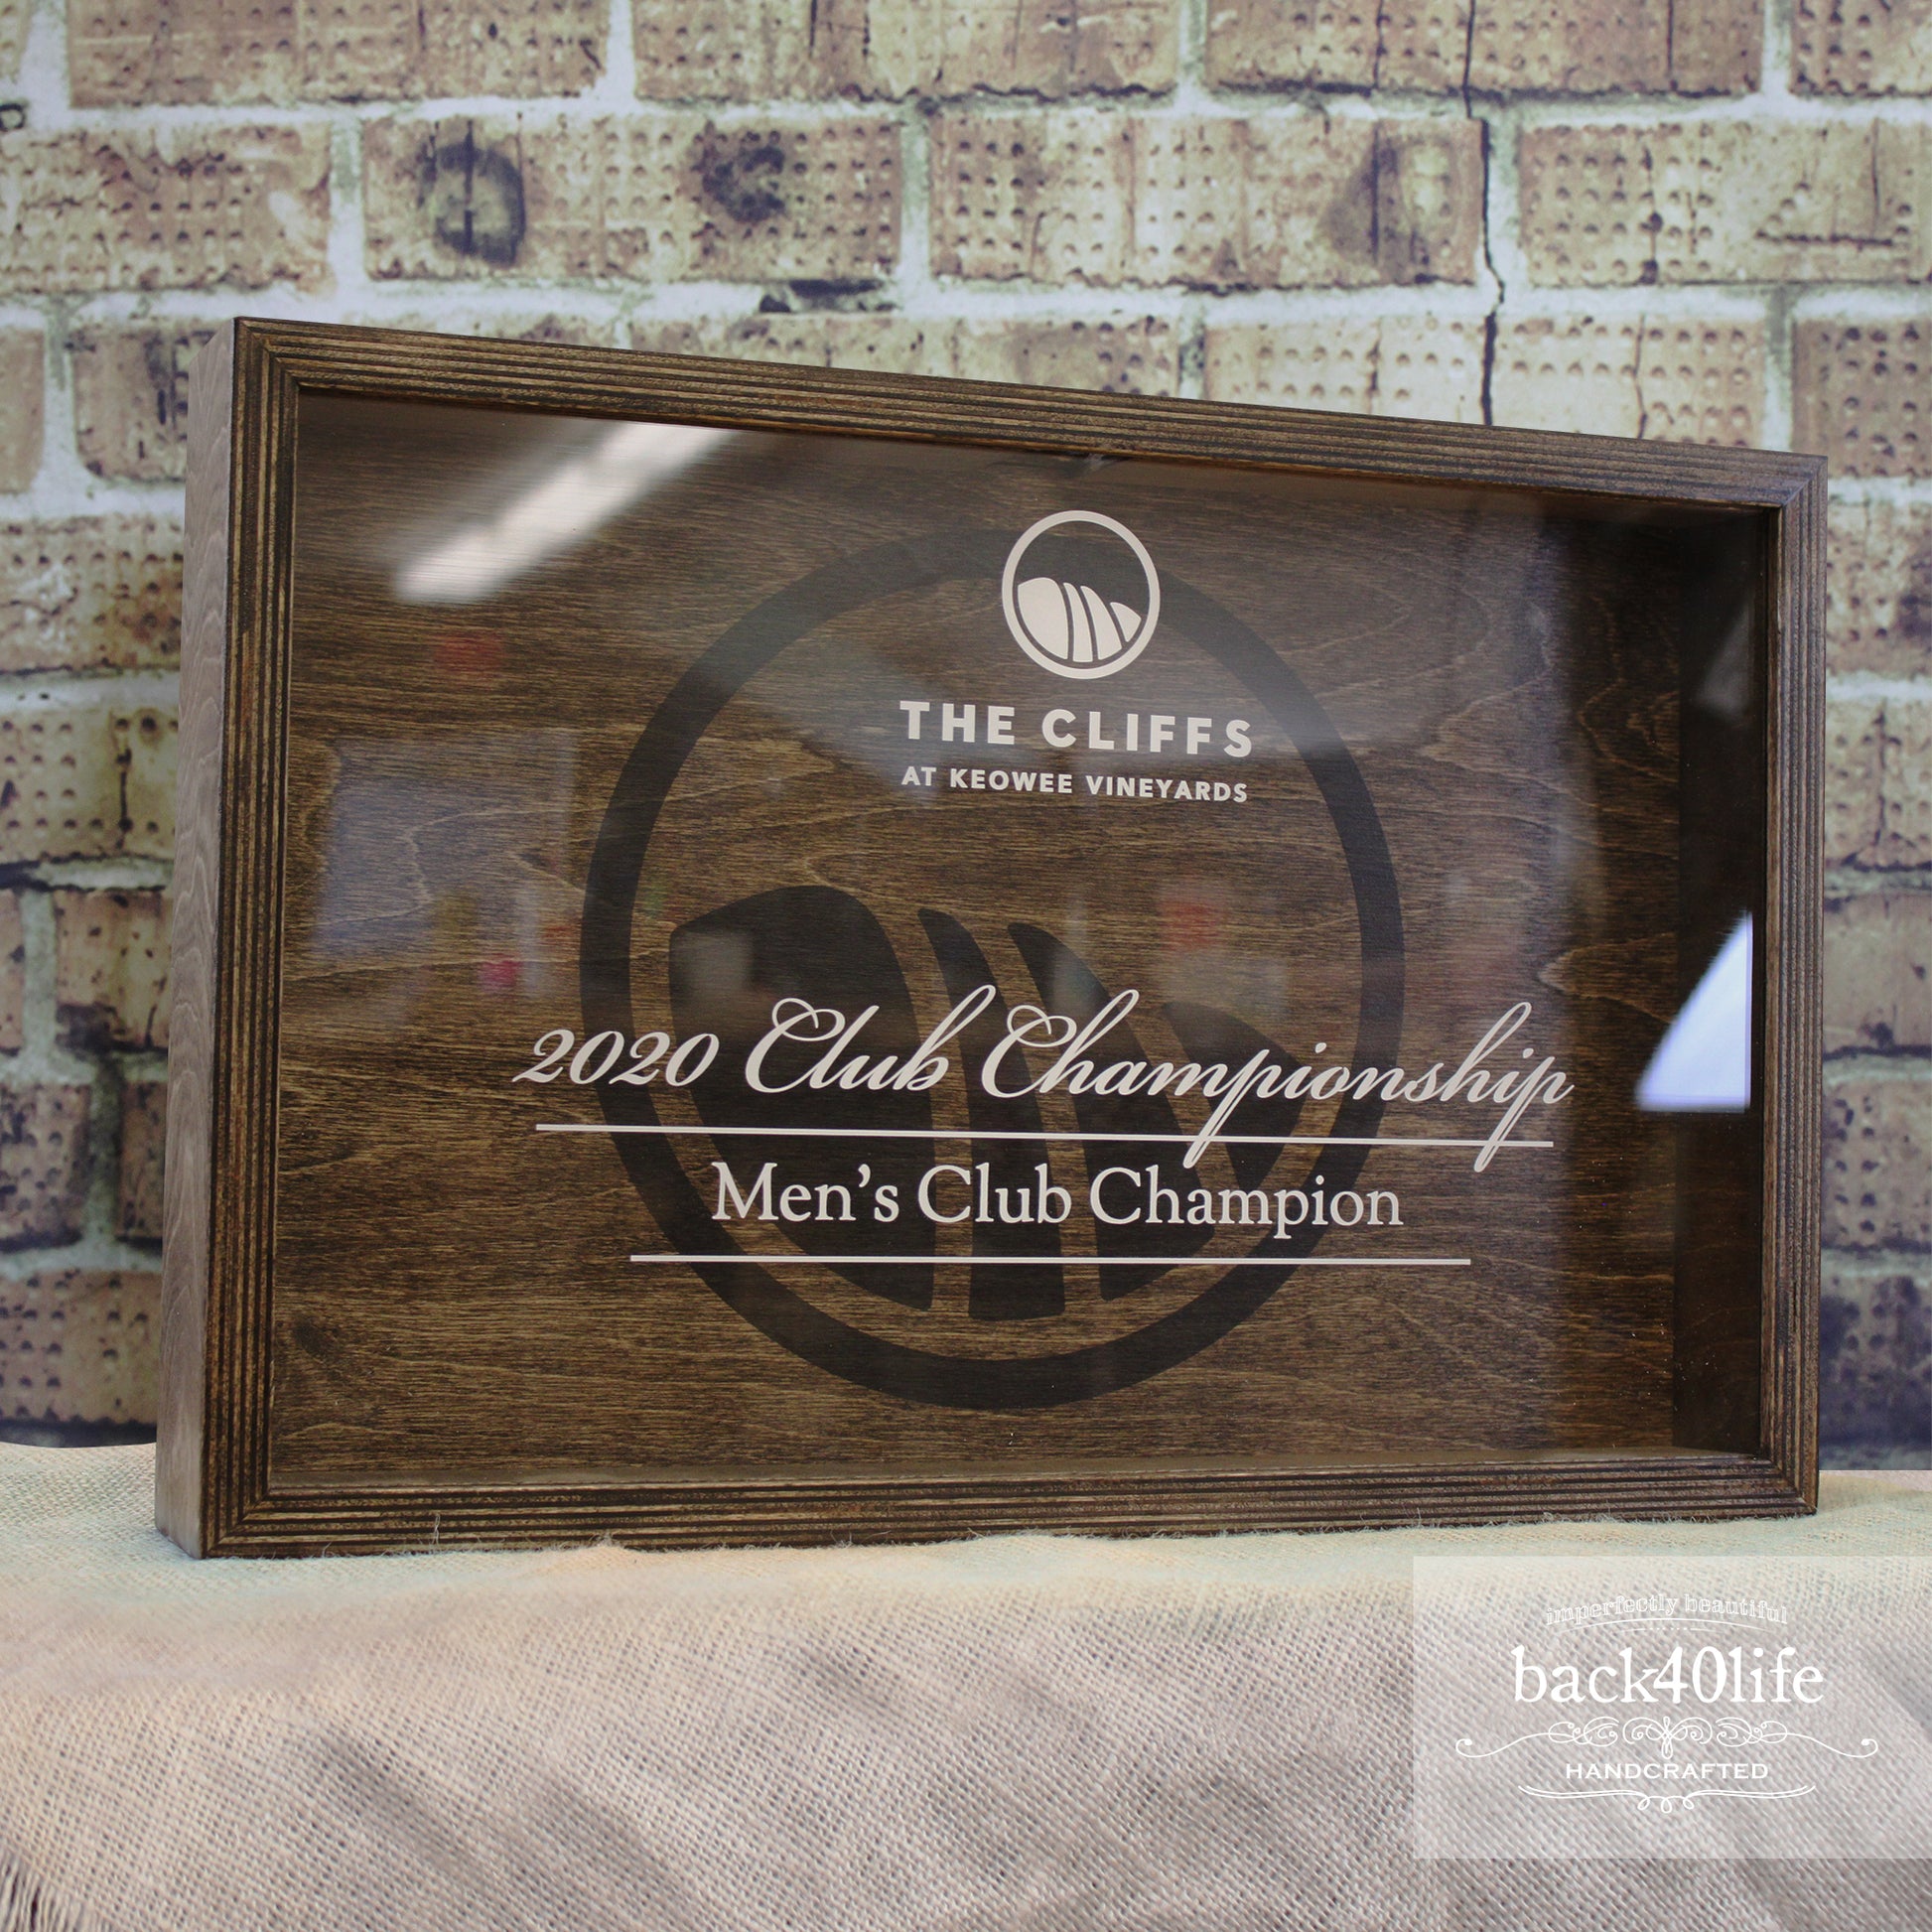 THE CLIFFS
AT KEOWEE VINEYARDS
2020 Club Championship
Men's Club Champion
imperfectly beautiful
back40life
HANDCRAFTED